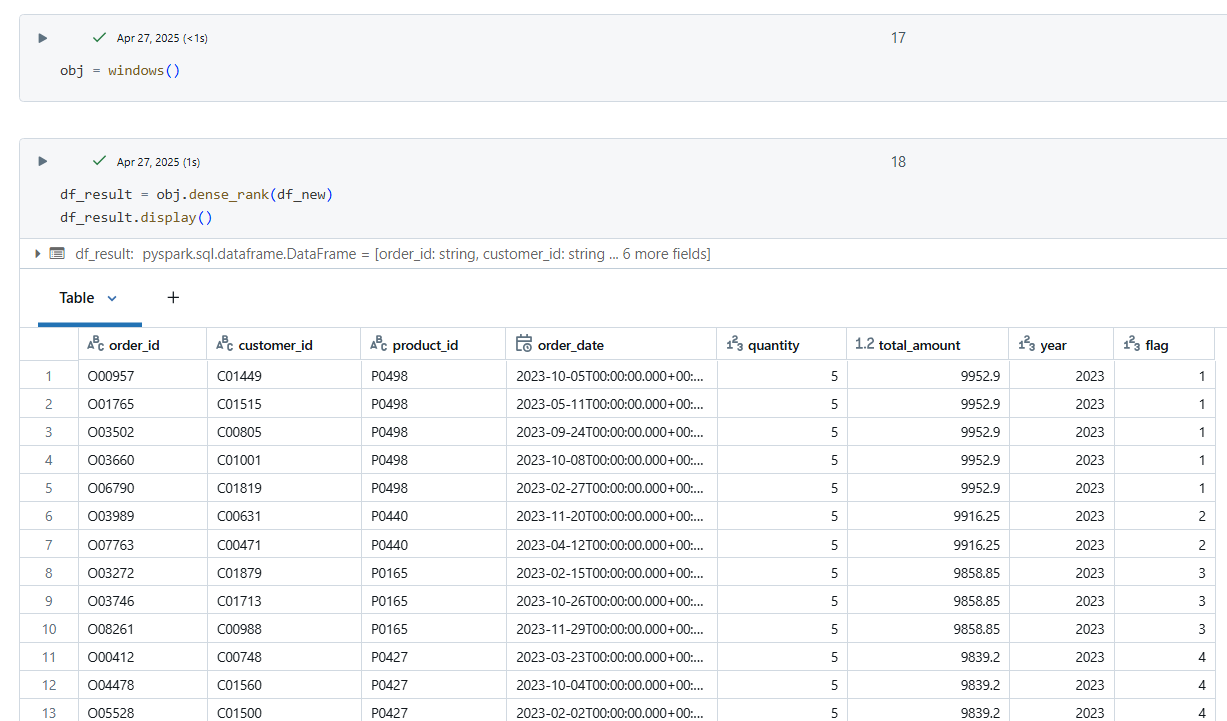 Apr 27, 2025 (<1s) 17
obj = windows()
Apr 27, 2025 (1s) 18
df_result = obj.dense_rank(df_new)
df_result.display()
df_result: pyspark.sql.dataframe.DataFrame = [order_id: string, customer_id: string ... 6 more fields]
Table +
ABC order_id ABC customer_id ABC product_id order_date 123 quantity 1.2 total_amount 123 year 123 flag
1 O00957 C01449 P0498 2023-10-05T00:00:00.000+00:... 5 9952.9 2023 1
2 O01765 C01515 P0498 2023-05-11T00:00:00.000+00:... 5 9952.9 2023 1
3 O03502 C00805 P0498 2023-09-24T00:00:00.000+00:... 5 9952.9 2023 1
4 O03660 C01001 P0498 2023-10-08T00:00:00.000+00:... 5 9952.9 2023 1
5 O06790 C01819 P0498 2023-02-27T00:00:00.000+00:... 5 9952.9 2023 1
6 O03989 C00631 P0440 2023-11-20T00:00:00.000+00:... 5 9916.25 2023 2
7 O07763 C00471 P0440 2023-04-12T00:00:00.000+00:... 5 9916.25 2023 2
8 O03272 C01879 P0165 2023-02-15T00:00:00.000+00:... 5 9858.85 2023 3
9 O03746 C01713 P0165 2023-10-26T00:00:00.000+00:... 5 9858.85 2023 3
10 O08261 C00988 P0165 2023-11-29T00:00:00.000+00:... 5 9858.85 2023 3
11 O00412 C00748 P0427 2023-03-23T00:00:00.000+00:... 5 9839.2 2023 4
12 O04478 C01560 P0427 2023-10-04T00:00:00.000+00:... 5 9839.2 2023 4
13 O05528 C01500 P0427 2023-02-02T00:00:00.000+00:... 5 9839.2 2023 4